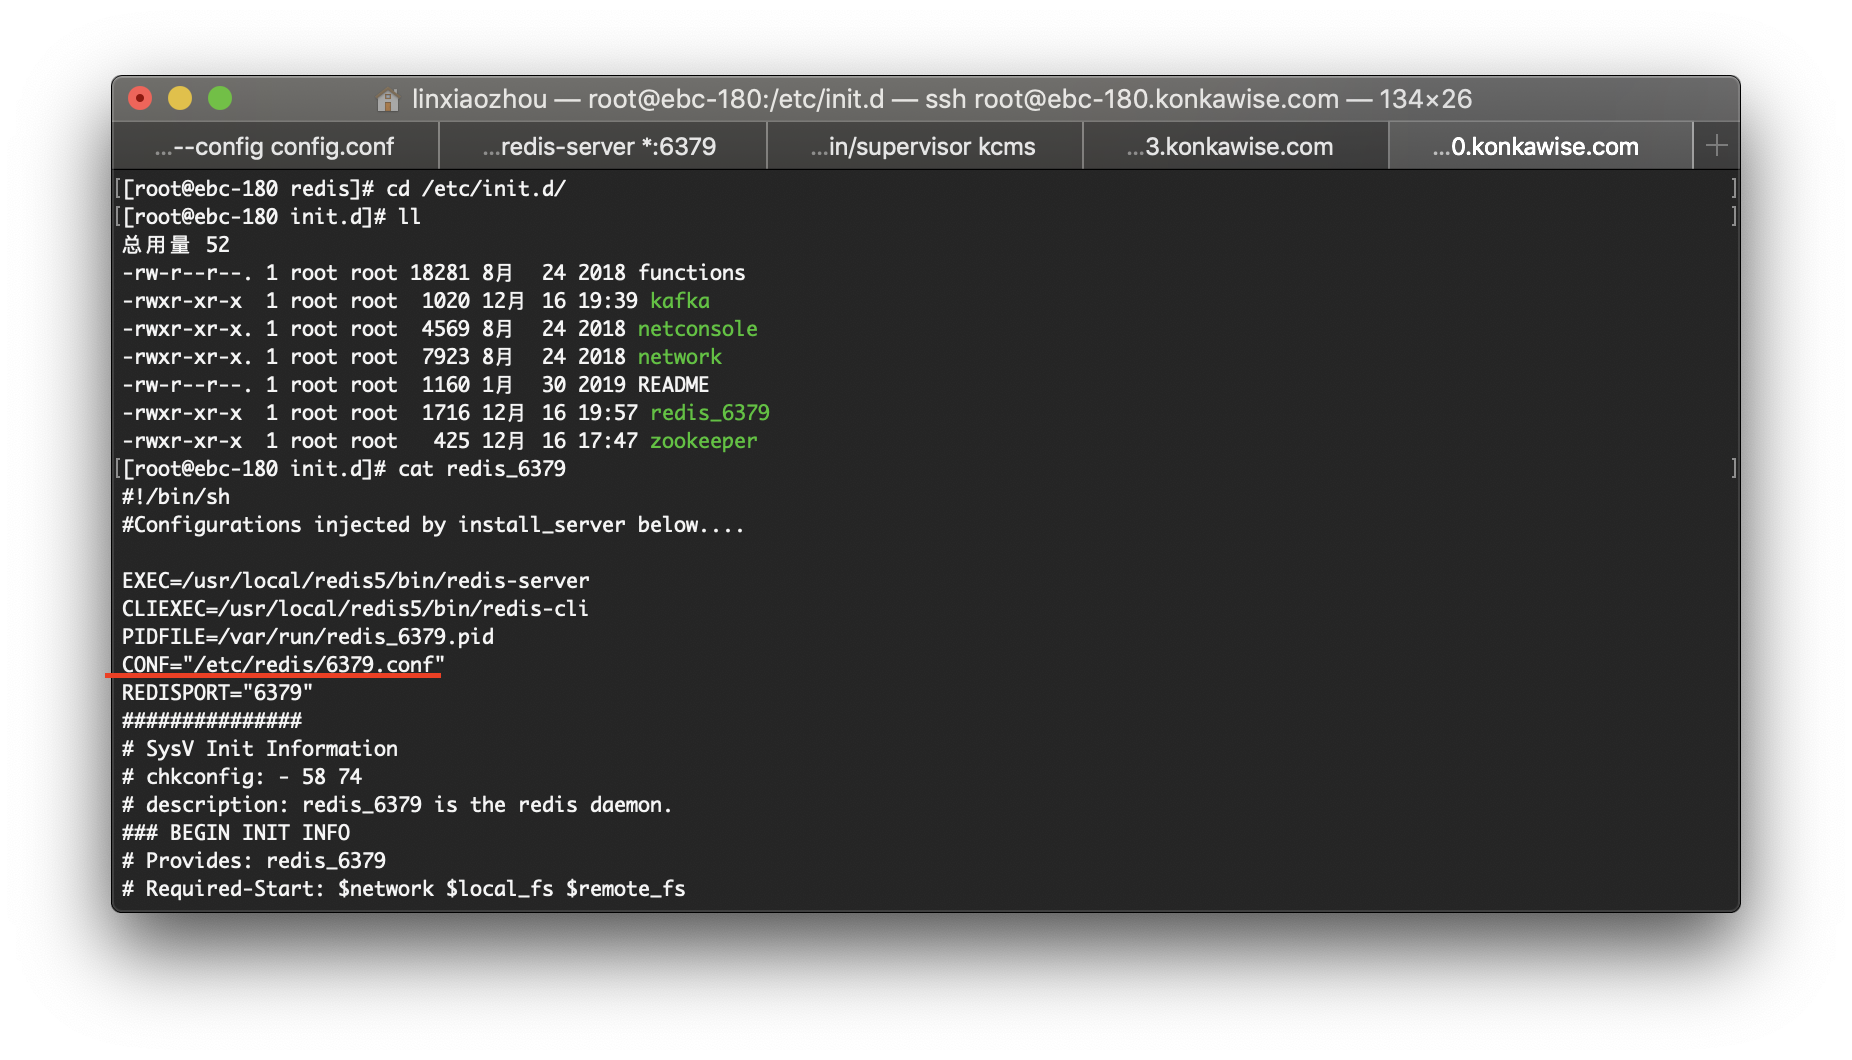 linxiaozhou — root@ebc-180:/etc/init.d — ssh root@ebc-180.konkawise.com — 134×26
...--config config.conf
...redis-server *:6379
...in/supervisor kcms
...3.konkawise.com
...0.konkawise.com
+
[[root@ebc-180 redis]# cd /etc/init.d/ ]
[[root@ebc-180 init.d]# ll ]
总用量 52
-rw-r--r--. 1 root root 18281 8月  24 2018 functions
-rwxr-xr-x  1 root root  1020 12月 16 19:39 kafka
-rwxr-xr-x. 1 root root  4569 8月  24 2018 netconsole
-rwxr-xr-x. 1 root root  7923 8月  24 2018 network
-rw-r--r--. 1 root root  1160 1月  30 2019 README
-rwxr-xr-x  1 root root  1716 12月 16 19:57 redis_6379
-rwxr-xr-x  1 root root   425 12月 16 17:47 zookeeper
[[root@ebc-180 init.d]# cat redis_6379 ]
#!/bin/sh
#Configurations injected by install_server below....
EXEC=/usr/local/redis5/bin/redis-server
CLIEXEC=/usr/local/redis5/bin/redis-cli
PIDFILE=/var/run/redis_6379.pid
CONF="/etc/redis/6379.conf"
REDISPORT="6379"
###############
# SysV Init Information
# chkconfig: - 58 74
# description: redis_6379 is the redis daemon.
### BEGIN INIT INFO
# Provides: redis_6379
# Required-Start: $network $local_fs $remote_fs